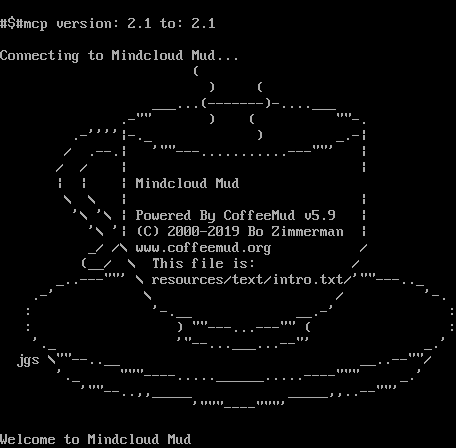 #$#mcp version: 2.1 to: 2.1
Connecting to Mindcloud Mud...
Mindcloud Mud
Powered By CoffeeMud v5.9
(C) 2000-2019 Bo Zimmerman
www.coffeemud.org
This file is:
resources/text/intro.txt
jgs
Welcome to Mindcloud Mud